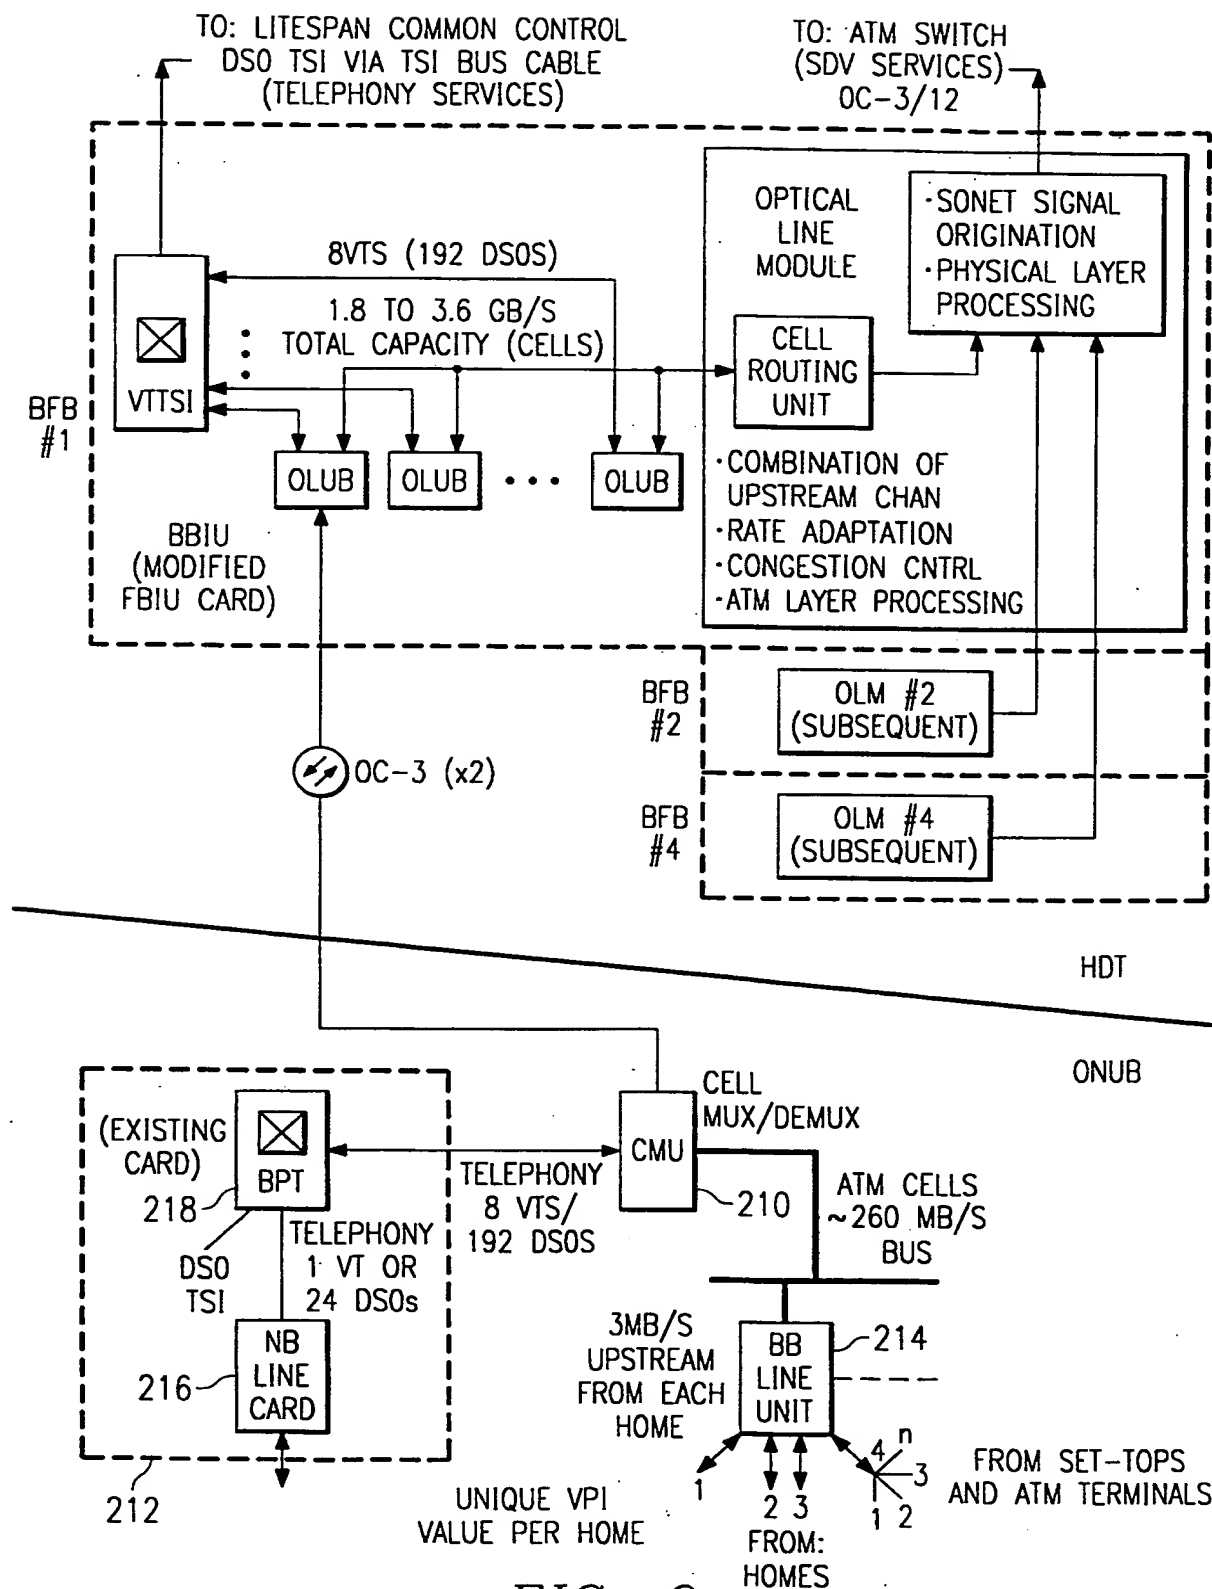 TO: LITESPAN COMMON CONTROL
DS0 TSI VIA TSI BUS CABLE
(TELEPHONY SERVICES)
TO: ATM SWITCH
(SDV SERVICES)
OC-3/12
BFB
#1
VTTSI
8VTS (192 DSOS)
1.8 TO 3.6 GB/S
TOTAL CAPACITY (CELLS)
OLUB
OLUB
OLUB
BBIU
(MODIFIED
FBIU CARD)
OPTICAL
LINE
MODULE
·SONET SIGNAL
ORIGINATION
·PHYSICAL LAYER
PROCESSING
CELL
ROUTING
UNIT
·COMBINATION OF
UPSTREAM CHAN
·RATE ADAPTATION
·CONGESTION CNTRL
·ATM LAYER PROCESSING
BFB
#2
OLM #2
(SUBSEQUENT)
BFB
#4
OLM #4
(SUBSEQUENT)
OC-3 (x2)
HDT
ONUB
(EXISTING
CARD)
BPT
218
DS0
TSI
TELEPHONY
1 VT OR
24 DSOs
NB
LINE
CARD
216
212
TELEPHONY
8 VTS/
192 DSOS
CMU
CELL
MUX/DEMUX
210
ATM CELLS
~260 MB/S
BUS
3MB/S
UPSTREAM
FROM EACH
HOME
BB
LINE
UNIT
214
1
2 3
FROM:
HOMES
4 n
3
1 2
FROM SET-TOPS
AND ATM TERMINALS
UNIQUE VPI
VALUE PER HOME